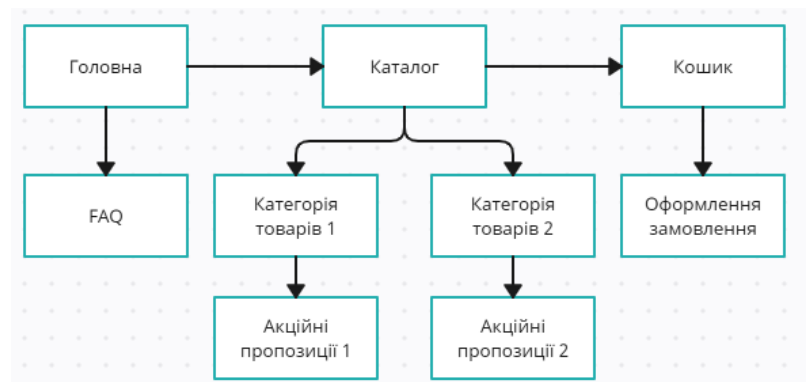 Головна
Каталог
Кошик
FAQ
Категорія
товарів 1
Категорія
товарів 2
Оформлення
замовлення
Акційні
пропозиції 1
Акційні
пропозиції 2